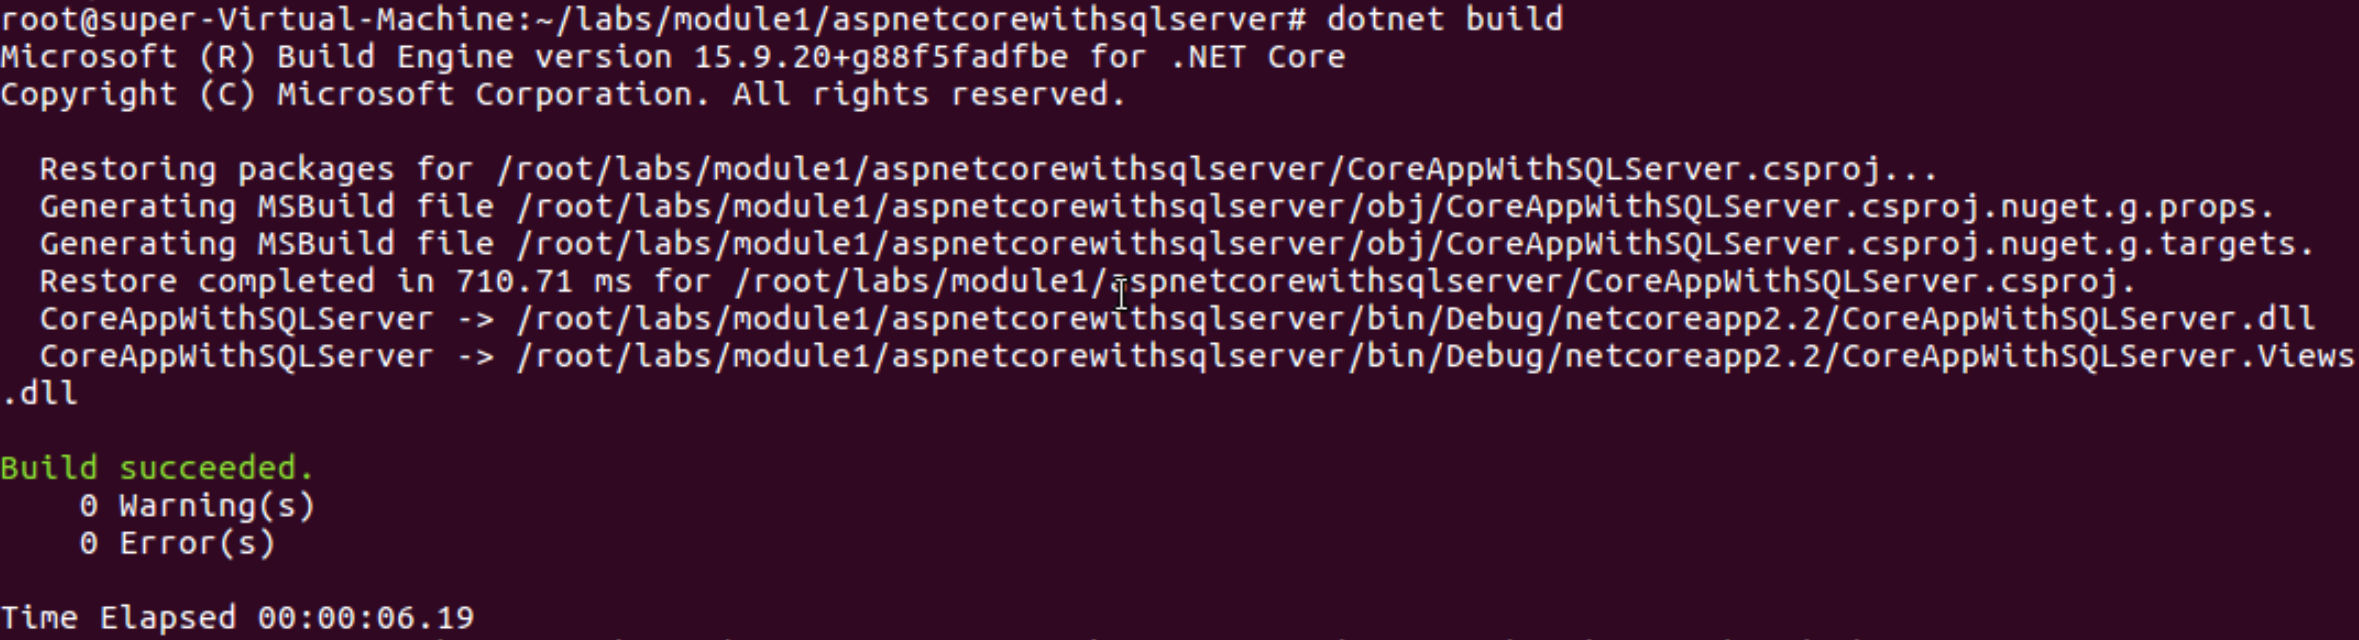 root@super-Virtual-Machine:~/labs/module1/aspnetcorewithsqlserver# dotnet build
Microsoft (R) Build Engine version 15.9.20+g88f5fadfbe for .NET Core
Copyright (C) Microsoft Corporation. All rights reserved.
Restoring packages for /root/labs/module1/aspnetcorewithsqlserver/CoreAppWithSQLServer.csproj...
Generating MSBuild file /root/labs/module1/aspnetcorewithsqlserver/obj/CoreAppWithSQLServer.csproj.nuget.g.props.
Generating MSBuild file /root/labs/module1/aspnetcorewithsqlserver/obj/CoreAppWithSQLServer.csproj.nuget.g.targets.
Restore completed in 710.71 ms for /root/labs/module1/aspnetcorewithsqlserver/CoreAppWithSQLServer.csproj.
CoreAppWithSQLServer -> /root/labs/module1/aspnetcorewithsqlserver/bin/Debug/netcoreapp2.2/CoreAppWithSQLServer.dll
CoreAppWithSQLServer -> /root/labs/module1/aspnetcorewithsqlserver/bin/Debug/netcoreapp2.2/CoreAppWithSQLServer.Views
.dll
Build succeeded.
0 Warning(s)
0 Error(s)
Time Elapsed 00:00:06.19